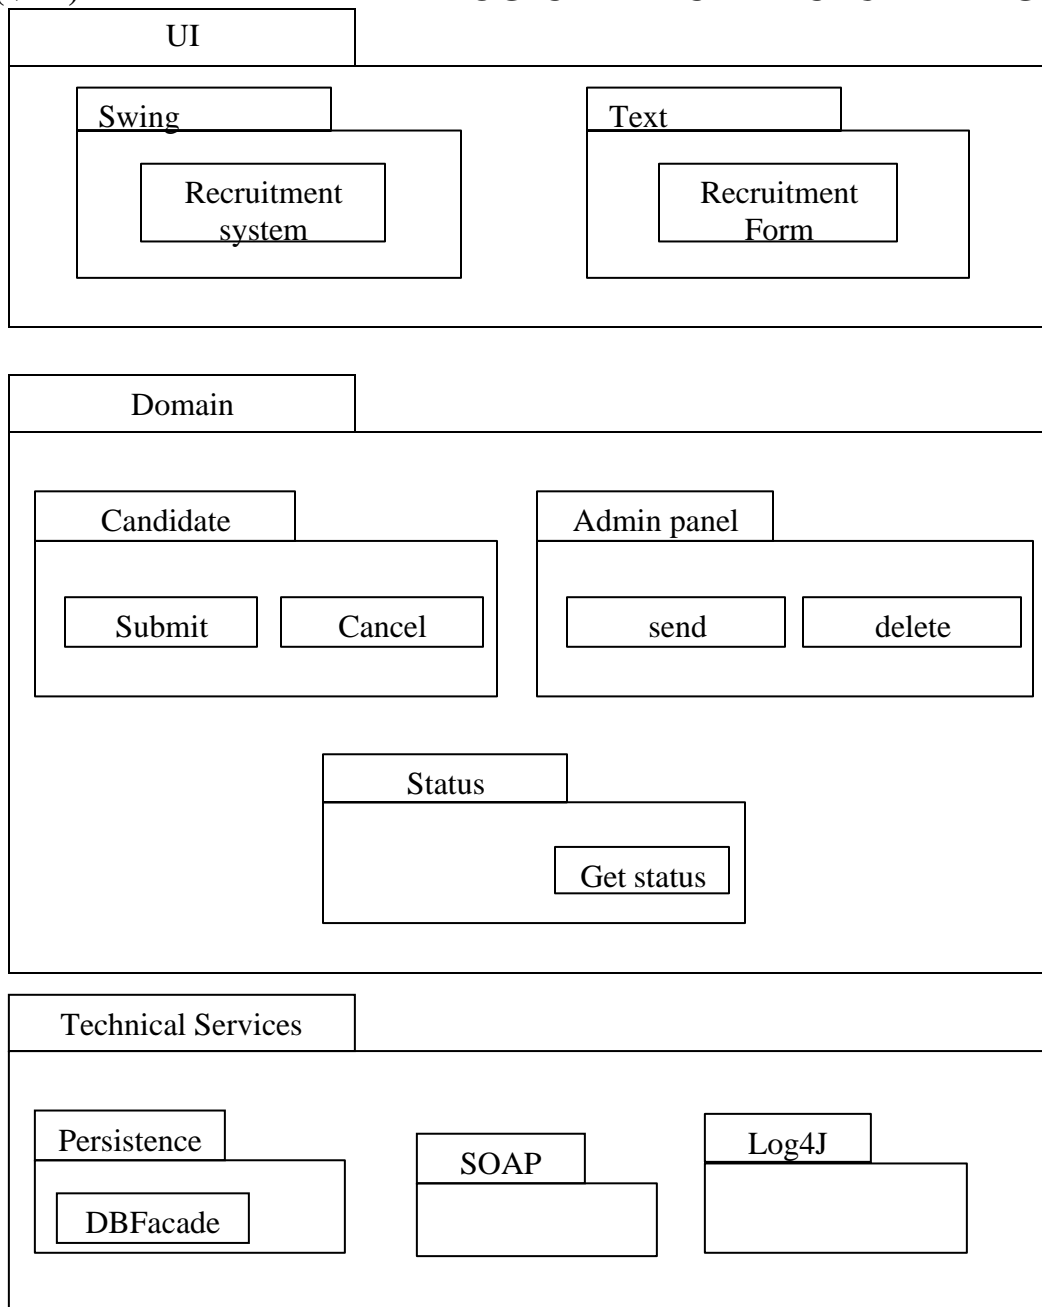 UI
Swing
Text
Recruitment
system
Recruitment
Form
Domain
Candidate
Admin panel
Submit
Cancel
send
delete
Status
Get status
Technical Services
Persistence
SOAP
Log4J
DBFacade